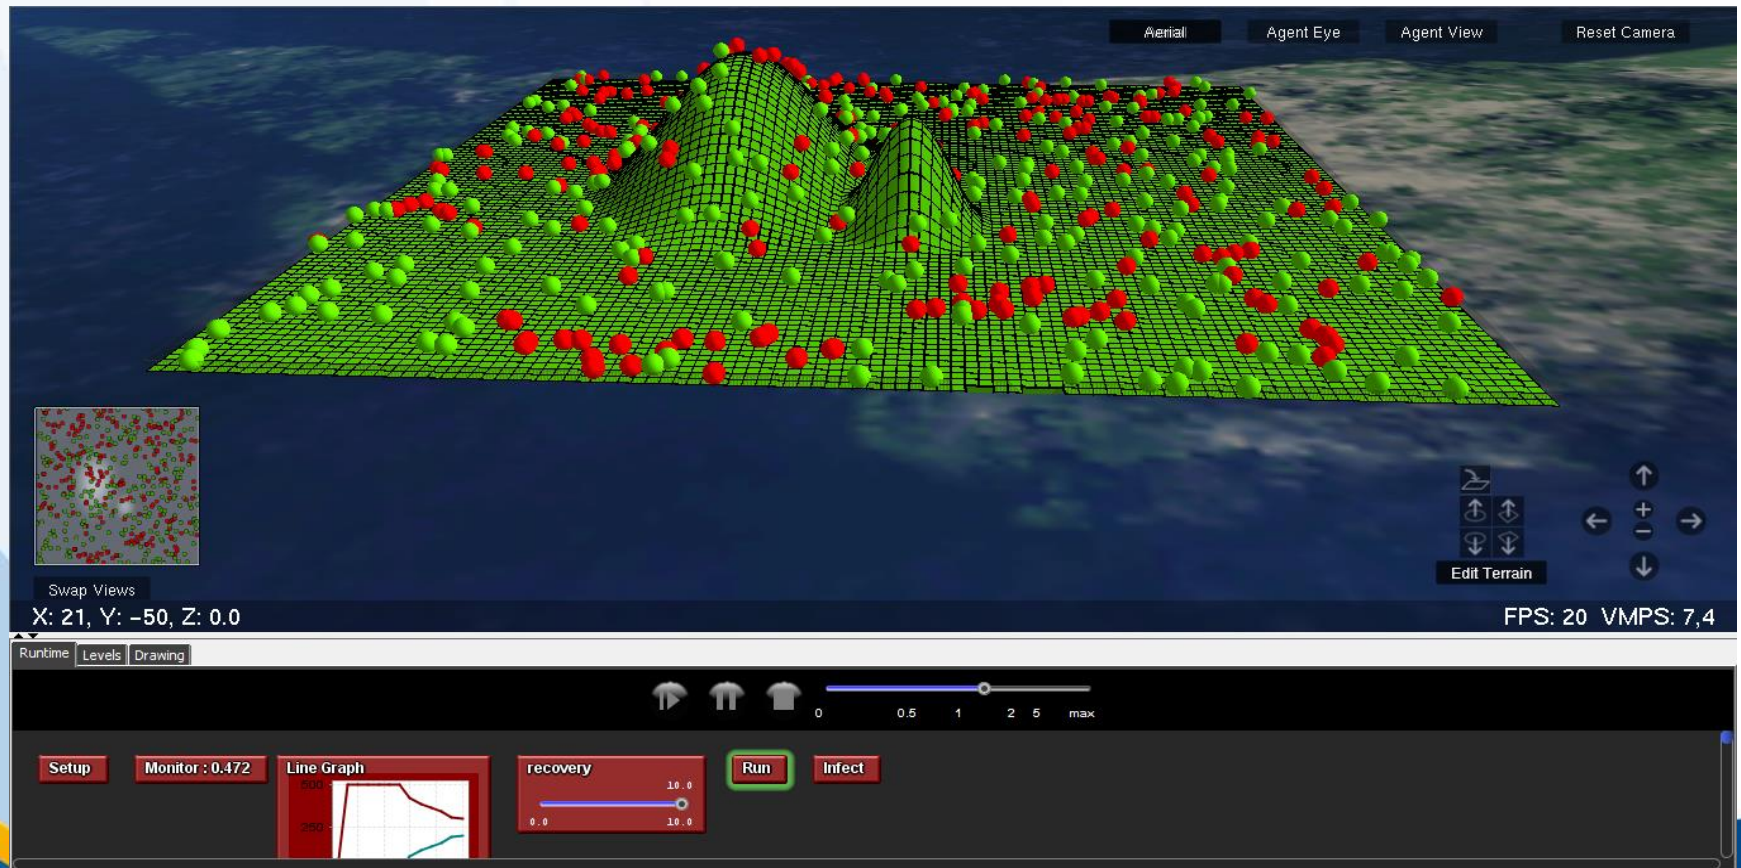 Aerial Agent Eye Agent View Reset Camera
Edit Terrain
Swap Views
X: 21, Y: -50, Z: 0.0
FPS: 20 VMPS: 7,4
Runtime Levels Drawing
0 0.5 1 2 5 max
Setup
Monitor : 0.472
Line Graph
500
250
recovery
10.0
0.0 10.0
Run
Infect